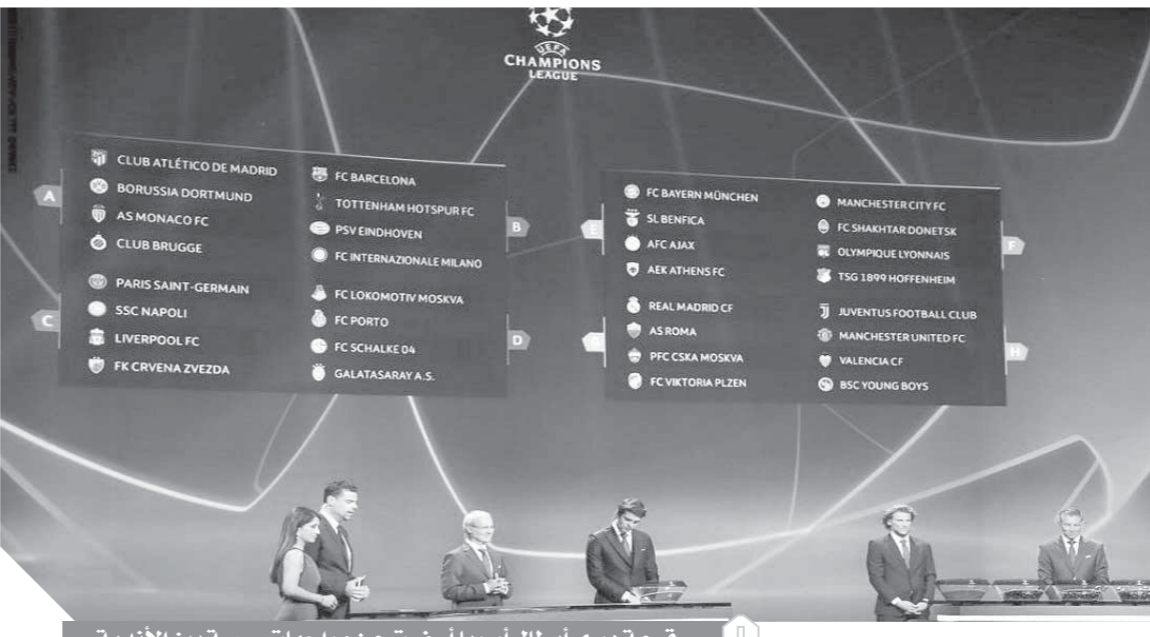 UEFA
CHAMPIONS
LEAGUE
A
CLUB ATLÉTICO DE MADRID
BORUSSIA DORTMUND
AS MONACO FC
CLUB BRUGGE
B
FC BARCELONA
TOTTENHAM HOTSPUR FC
PSV EINDHOVEN
FC INTERNAZIONALE MILANO
C
PARIS SAINT-GERMAIN
SSC NAPOLI
LIVERPOOL FC
FK CRVENA ZVEZDA
D
FC LOKOMOTIV MOSKVA
FC PORTO
FC SCHALKE 04
GALATASARAY A.S.
E
FC BAYERN MÜNCHEN
SL BENFICA
AFC AJAX
AEK ATHENS FC
F
MANCHESTER CITY FC
FC SHAKHTAR DONETSK
OLYMPIQUE LYONNAIS
TSG 1899 HOFFENHEIM
G
REAL MADRID CF
AS ROMA
PFC CSKA MOSKVA
FC VIKTORIA PLZEN
H
JUVENTUS FOOTBALL CLUB
MANCHESTER UNITED FC
VALENCIA CF
BSC YOUNG BOYS